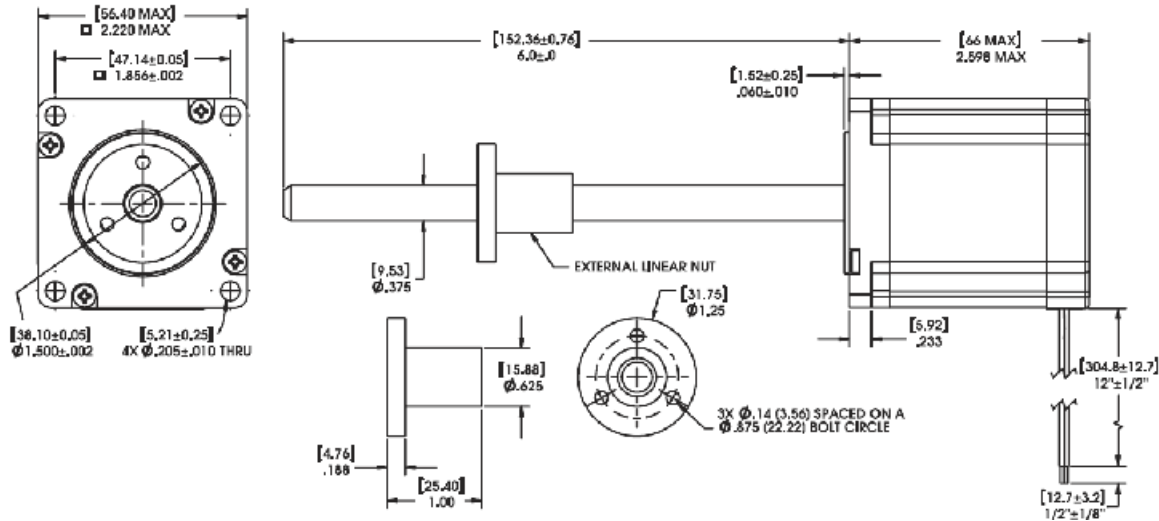 [56.40 MAX]
□ 2.220 MAX
[47.14±0.05]
□ 1.856±.002
[152.36±0.76]
6.0±.0
[66 MAX]
2.598 MAX
[1.52±0.25]
.060±.010
[9.53]
Ø.375
EXTERNAL LINEAR NUT
[38.10±0.05]
Ø1.500±.002
[5.21±0.25]
4X Ø.205±.010 THRU
[31.75]
Ø1.25
[5.92]
.233
[15.88]
Ø.625
[304.8±12.7]
12"±1/2"
3X Ø.14 (3.56) SPACED ON A
Ø.875 (22.22) BOLT CIRCLE
[4.76]
.188
[25.40]
1.00
[12.7±3.2]
1/2"±1/8"